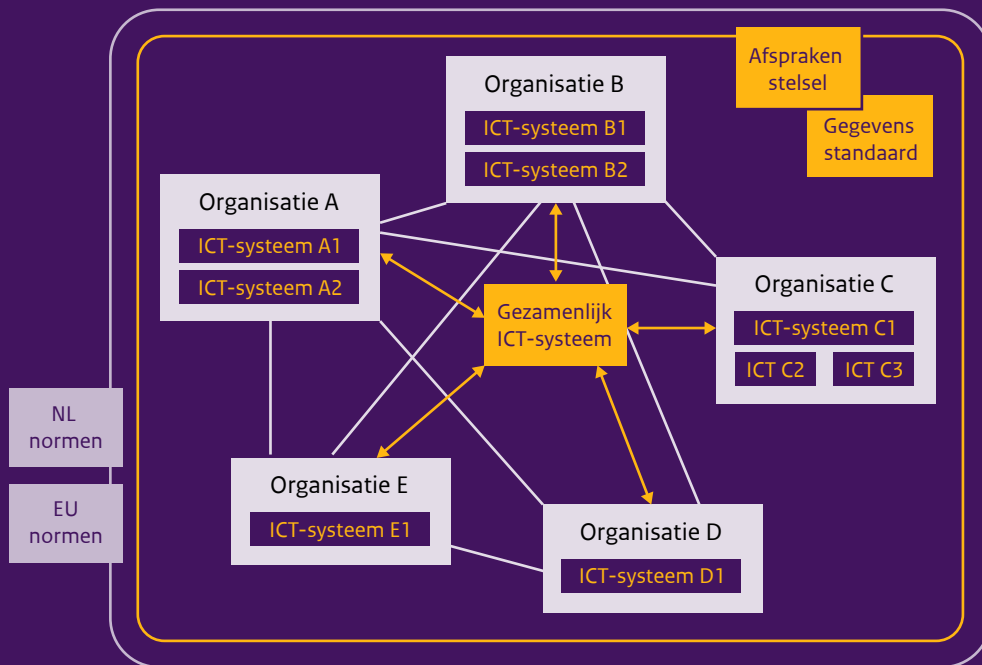 Afspraken
stelsel
Gegevens
standaard
Organisatie B
ICT-systeem B1
ICT-systeem B2
Organisatie A
ICT-systeem A1
ICT-systeem A2
Organisatie C
ICT-systeem C1
ICT C2
ICT C3
Gezamenlijk
ICT-systeem
NL
normen
EU
normen
Organisatie E
ICT-systeem E1
Organisatie D
ICT-systeem D1